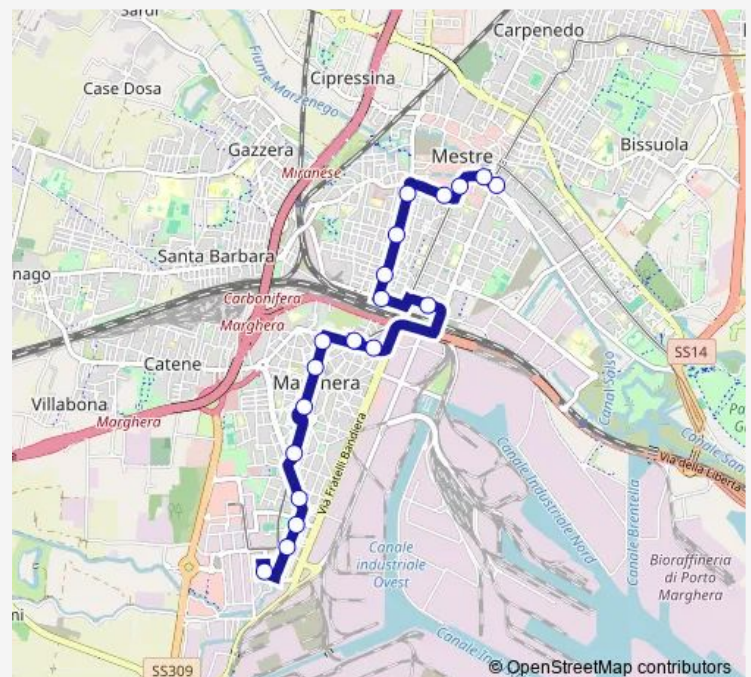 Sardi
Carpenedo
Cipressina
Fiume Marzenego
Case Dosa
Gazzera
Miranese
Mestre
Bissuola
Santa Barbara
nago
Carbonifera
Marghera
SS14
Catene
Ma
nera
Canal Salso
Villabona
Marghera
Via Fratelli Bandiera
Canale San
Via della Libertà
Canale Industriale Nord
Canale Brentella
Canale
industriale
Ovest
Bioraffineria
di Porto
Marghera
ni
SS309
© OpenStreetMap contributors